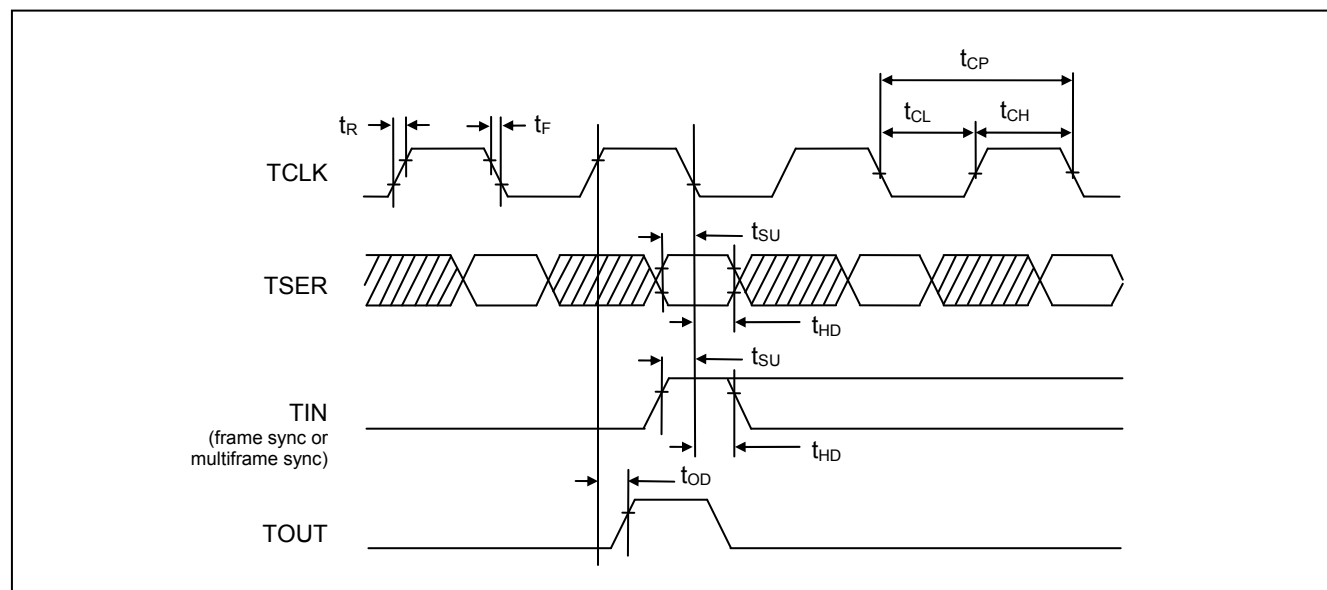 tCP
tCL tCH
tR tF
TCLK
tSU
TSER
tHD
tSU
TIN
(frame sync or
multiframe sync)
tHD
tOD
TOUT